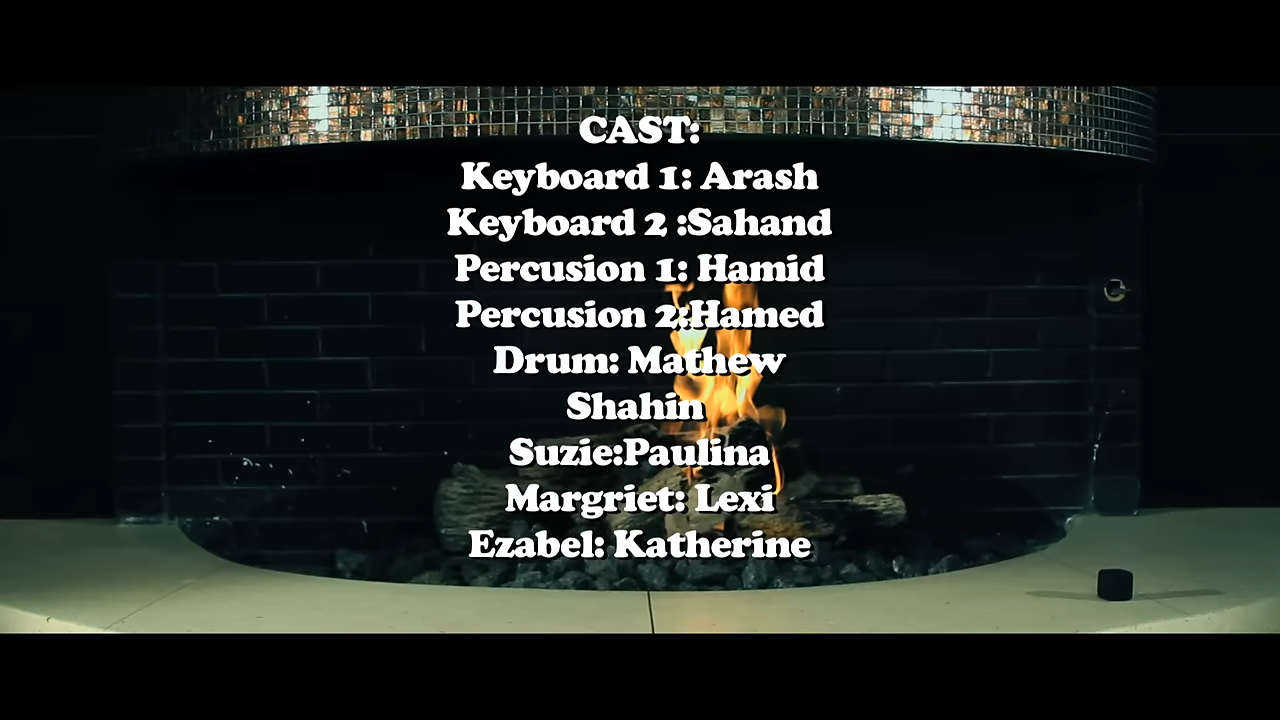 CAST:
Keyboard 1: Arash
Keyboard 2 :Sahand
Percusion 1: Hamid
Percusion 2:Hamed
Drum: Mathew
Shahin
Suzie:Paulina
Margriet: Lexi
Ezabel: Katherine